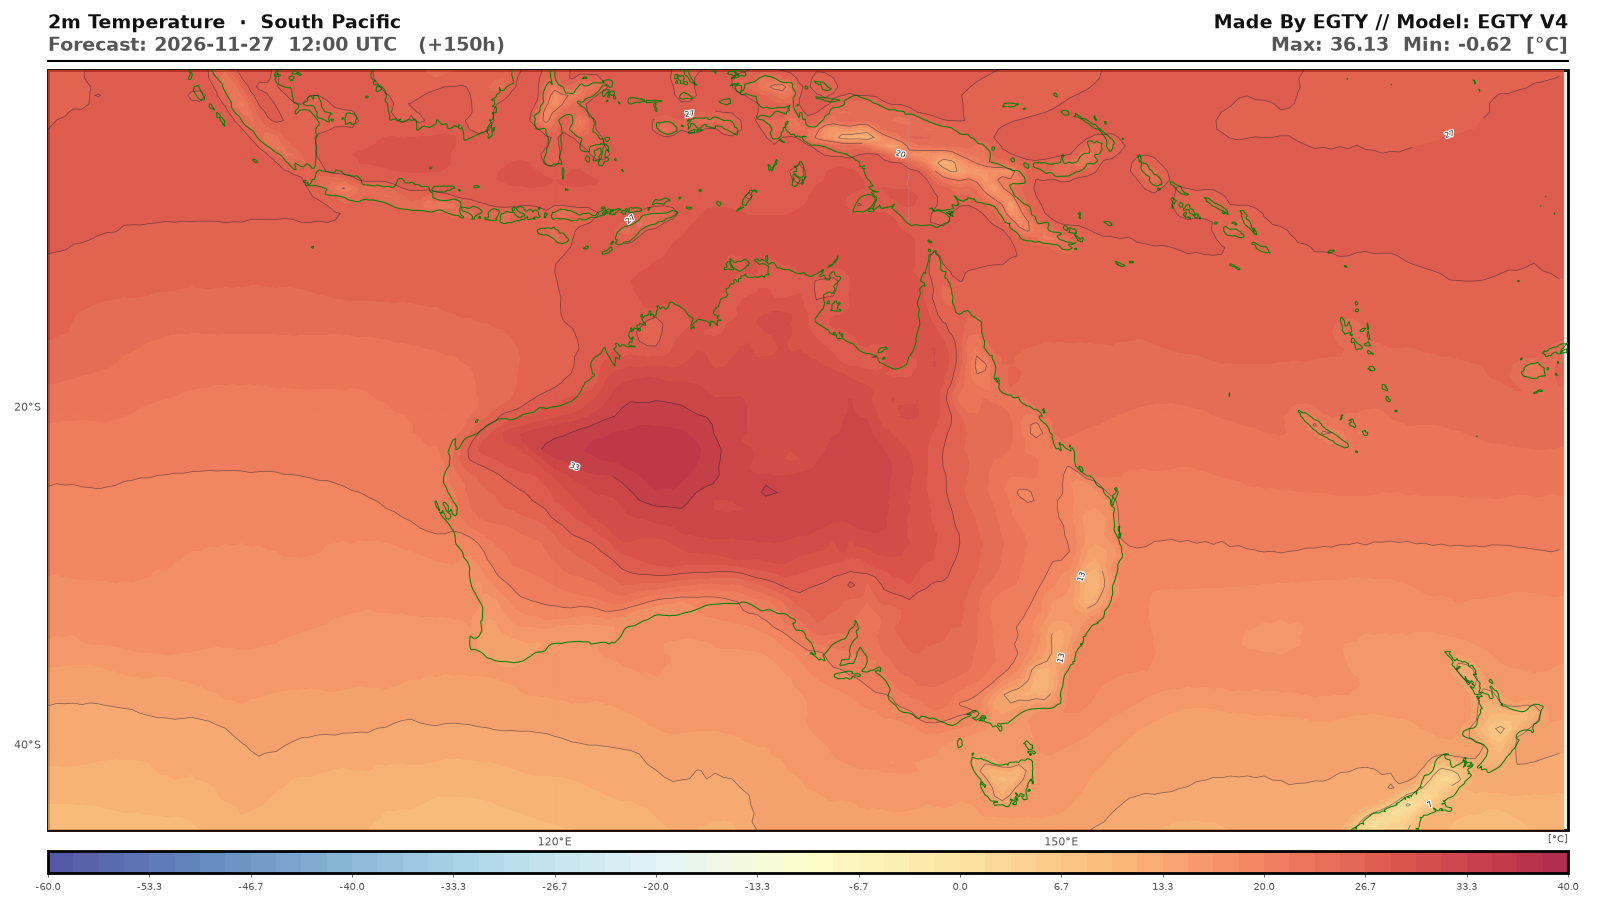 2m Temperature · South Pacific
Made By EGTY // Model: EGTY V4
Forecast: 2026-11-27 12:00 UTC (+150h)
Max: 36.13 Min: -0.62 [°C]
27
27
20
27
20°S
33
13
13
40°S
7
120°E
150°E
[°C]
-60.0 -53.3 -46.7 -40.0 -33.3 -26.7 -20.0 -13.3 -6.7 0.0 6.7 13.3 20.0 26.7 33.3 40.0